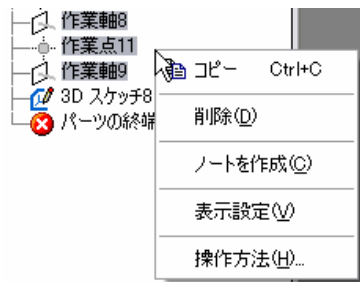 作業軸8
作業点11
作業軸9
3D スケッチ8
パーツの終端
コピー Ctrl+C
削除(D)
ノートを作成(C)
表示設定(V)
操作方法(H)...